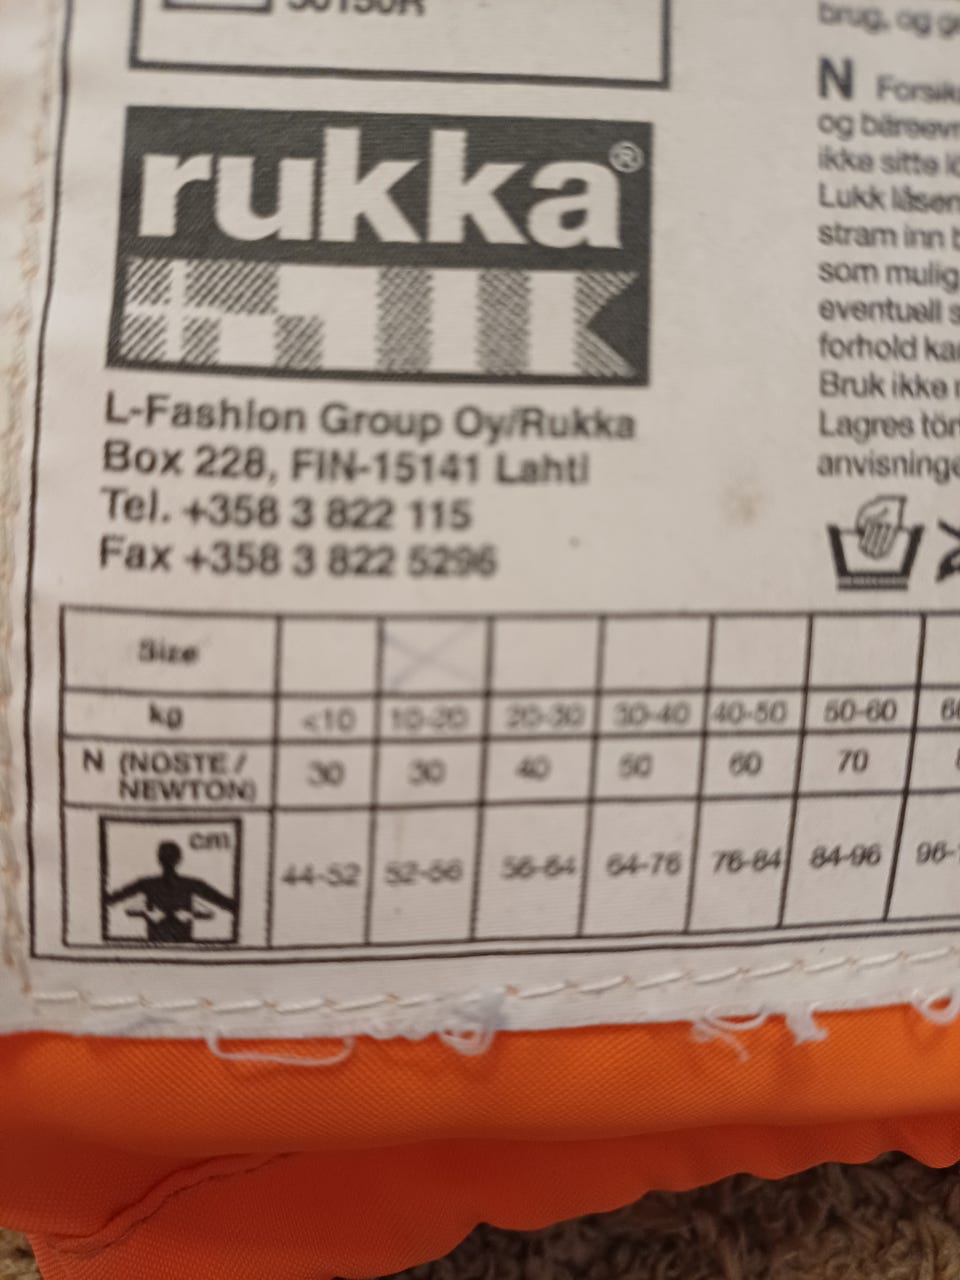 rukka®
L-Fashion Group Oy/Rukka
Box 228, FIN-15141 Lahti
Tel. +358 3 822 115
Fax +358 3 822 5296
brug, og
N Forsik
og bäreevn
ikke sitte
Lukk låsen
stram inn
som mulig
eventuell
forhold
Bruk ikke
Lagres tör
anvisninge
Size
kg <10 10-20 20-30 30-40 40-50 50-60
N (NOSTE/
NEWTON) 30 30 40 50 60 70
cm 44-52 52-56 56-64 64-76 76-84 84-96 96-